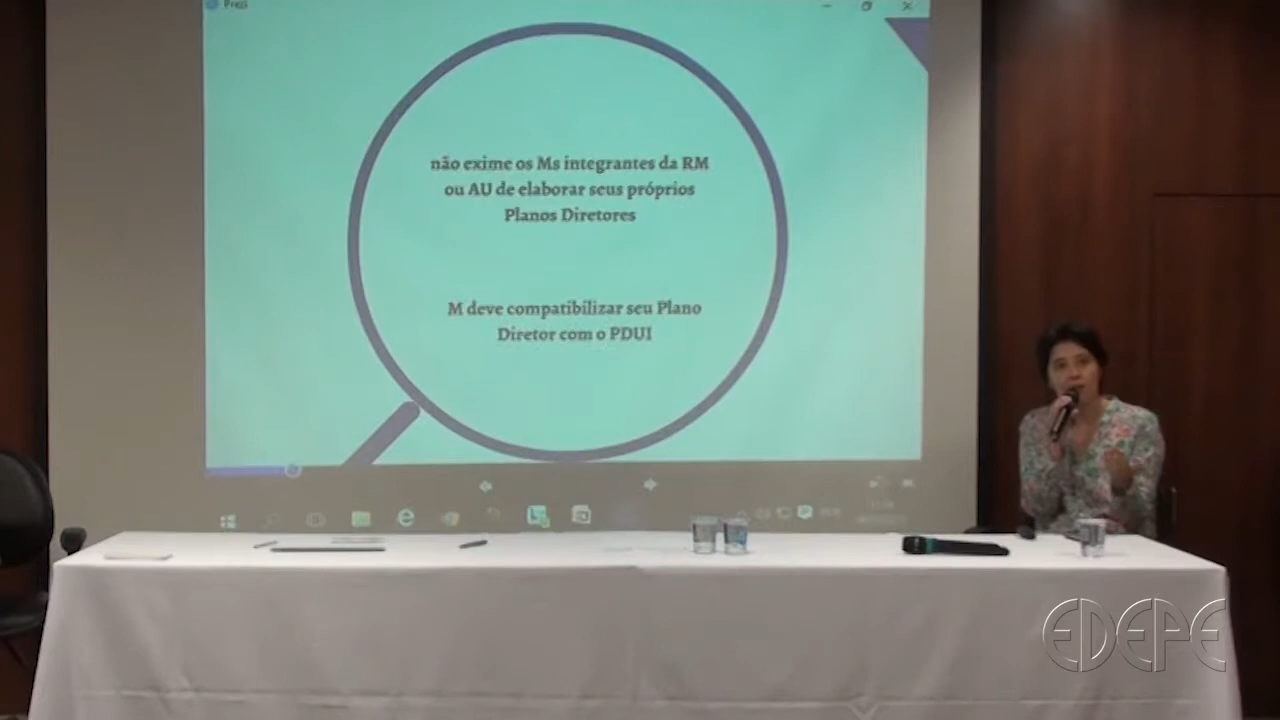 Prezi
não exime os Ms integrantes da RM
ou AU de elaborar seus próprios
Planos Diretores
M deve compatibilizar seu Plano
Diretor com o PDUI
EDEPE